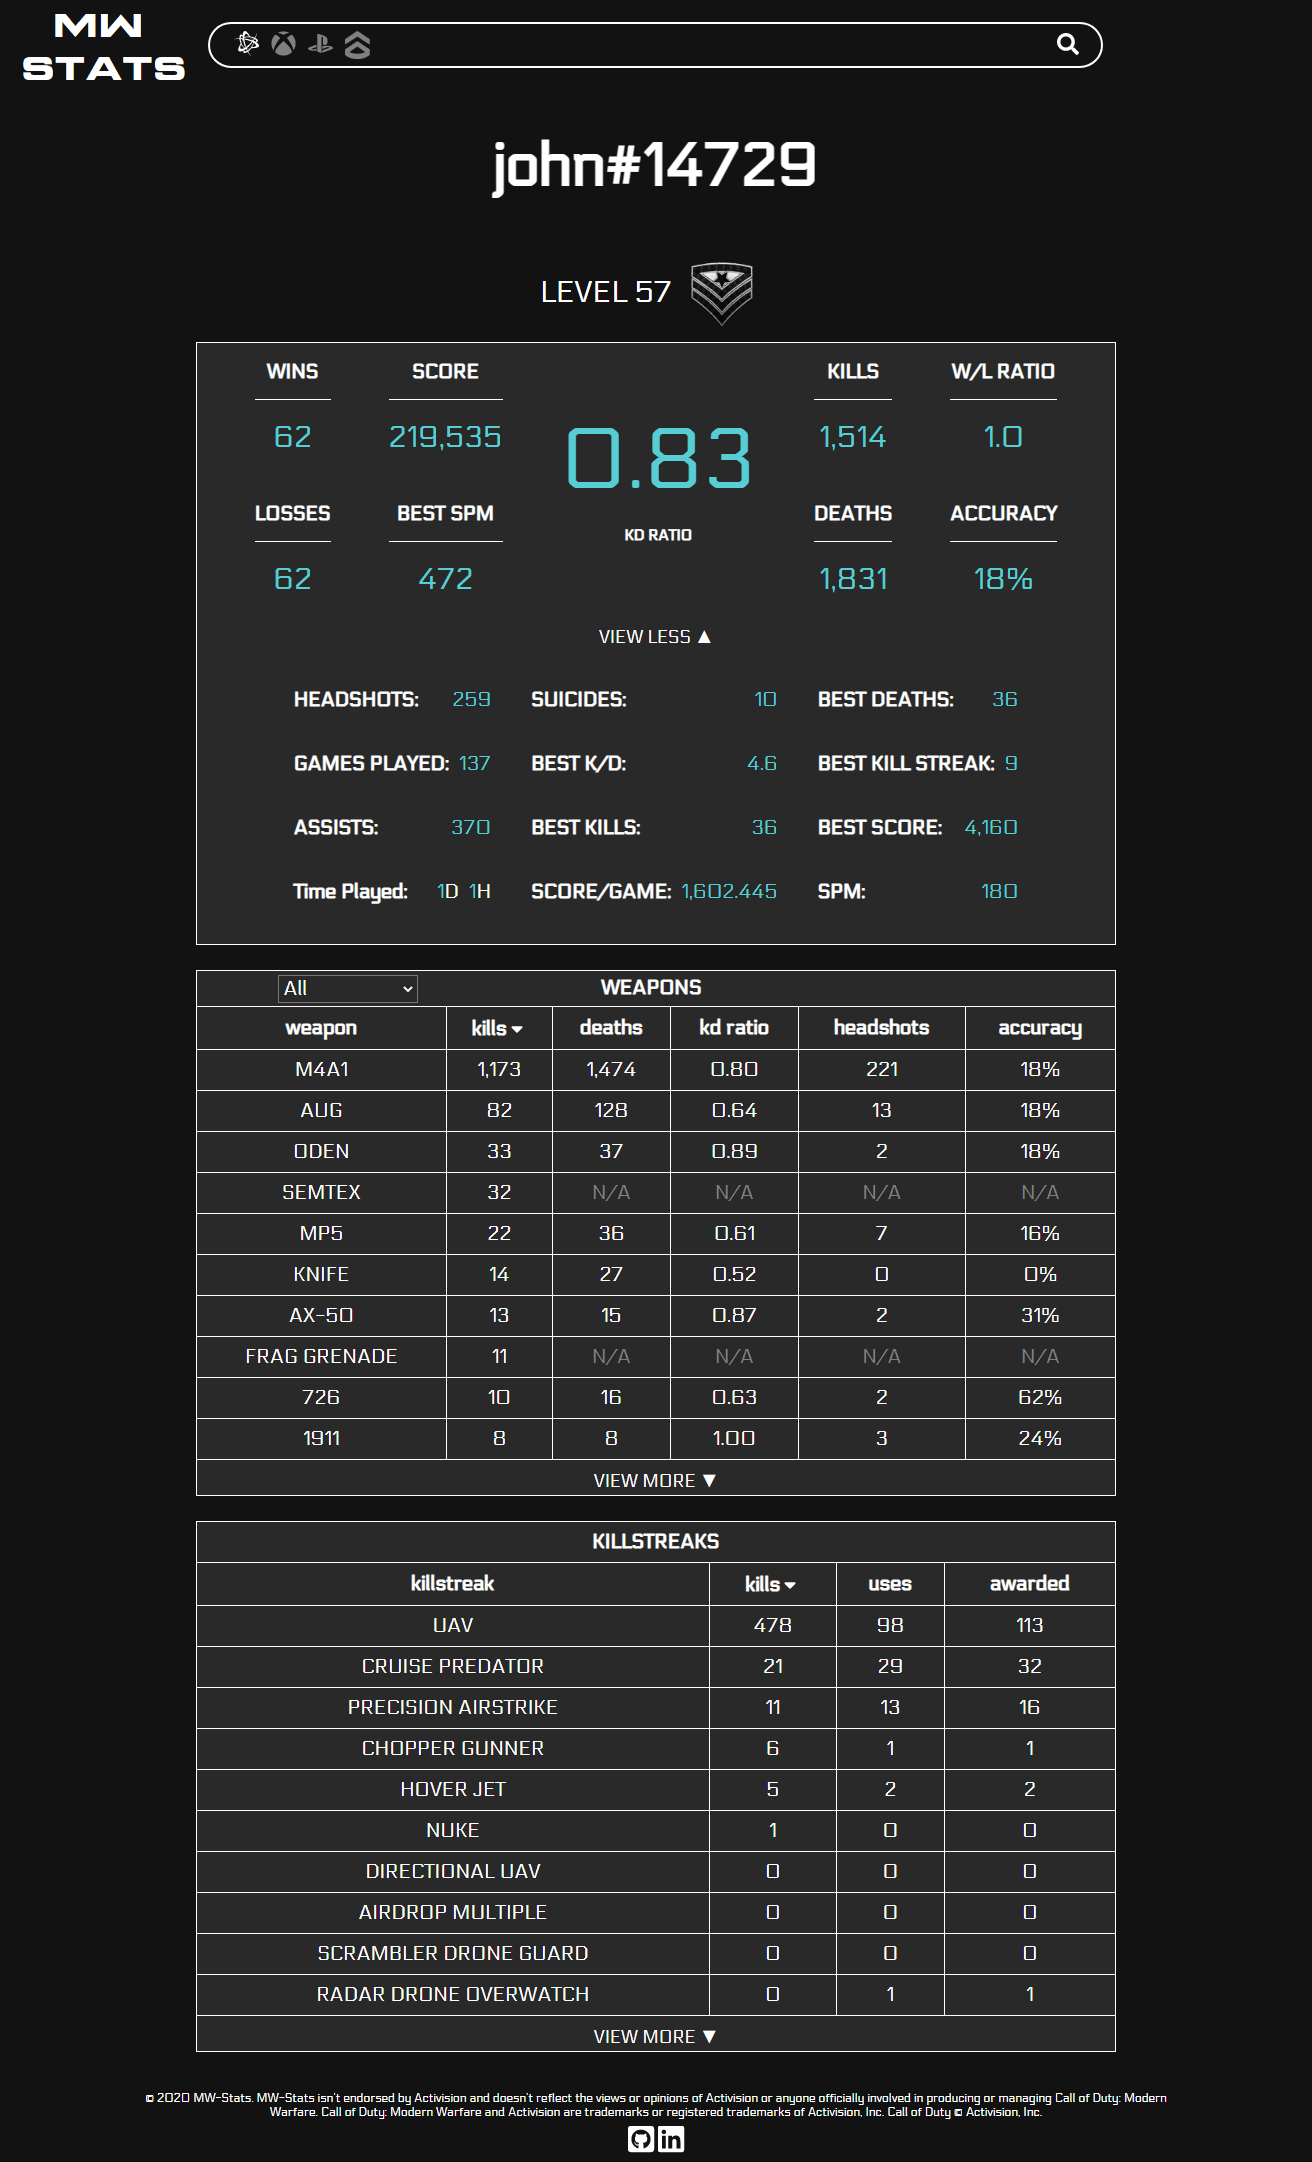 MW
STATS
john#14729
LEVEL 57
WINS SCORE KILLS W/L RATIO
62 219,535 0.83 1,514 1.0
LOSSES BEST SPM KD RATIO DEATHS ACCURACY
62 472 1,831 18%
VIEW LESS ▲
HEADSHOTS: 259 SUICIDES: 10 BEST DEATHS: 36
GAMES PLAYED: 137 BEST K/D: 4.6 BEST KILL STREAK: 9
ASSISTS: 370 BEST KILLS: 36 BEST SCORE: 4,160
Time Played: 1D 1H SCORE/GAME: 1,602.445 SPM: 180
All WEAPONS
weapon kills deaths kd ratio headshots accuracy
M4A1 1,173 1,474 0.80 221 18%
AUG 82 128 0.64 13 18%
ODEN 33 37 0.89 2 18%
SEMTEX 32 N/A N/A N/A N/A
MP5 22 36 0.61 7 16%
KNIFE 14 27 0.52 0 0%
AX-50 13 15 0.87 2 31%
FRAG GRENADE 11 N/A N/A N/A N/A
726 10 16 0.63 2 62%
1911 8 8 1.00 3 24%
VIEW MORE ▼
KILLSTREAKS
killstreak kills uses awarded
UAV 478 98 113
CRUISE PREDATOR 21 29 32
PRECISION AIRSTRIKE 11 13 16
CHOPPER GUNNER 6 1 1
HOVER JET 5 2 2
NUKE 1 0 0
DIRECTIONAL UAV 0 0 0
AIRDROP MULTIPLE 0 0 0
SCRAMBLER DRONE GUARD 0 0 0
RADAR DRONE OVERWATCH 0 1 1
VIEW MORE ▼
© 2020 MW-Stats. MW-Stats isn't endorsed by Activision and doesn't reflect the views or opinions of Activision or anyone officially involved in producing or managing Call of Duty: Modern
Warfare. Call of Duty: Modern Warfare and Activision are trademarks or registered trademarks of Activision, Inc. Call of Duty © Activision, Inc.